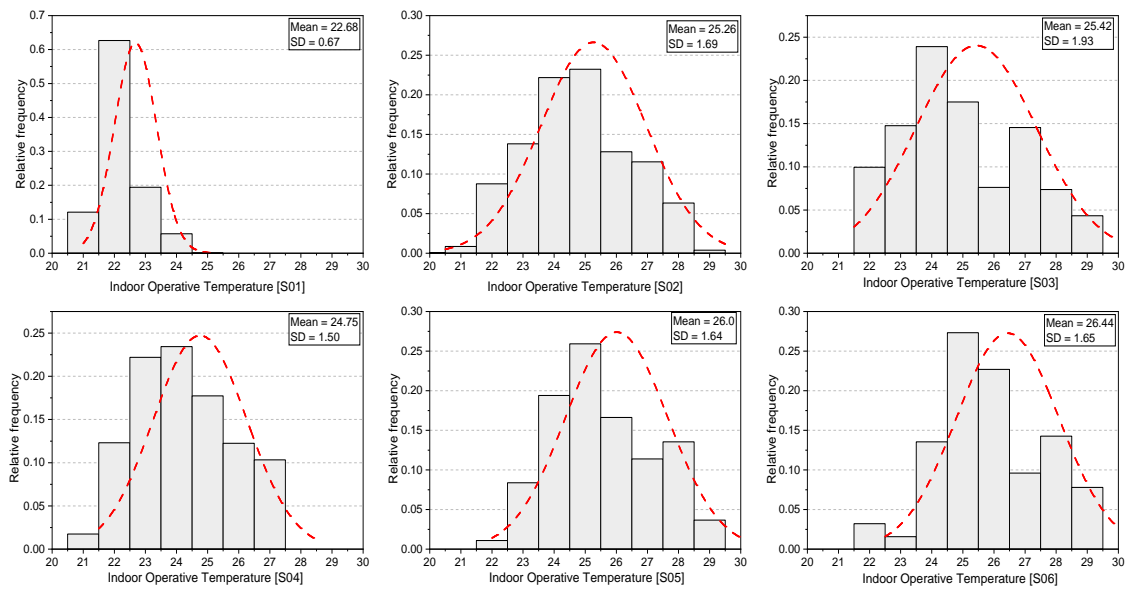 Mean = 22.68
SD = 0.67
0.7
0.6
0.5
0.4
0.3
0.2
0.1
0.0
Relative frequency
20 21 22 23 24 25 26 27 28 29 30
Indoor Operative Temperature [S01]
Mean = 25.26
SD = 1.69
0.30
0.25
0.20
0.15
0.10
0.05
0.00
Relative frequency
20 21 22 23 24 25 26 27 28 29 30
Indoor Operative Temperature [S02]
Mean = 25.42
SD = 1.93
0.25
0.20
0.15
0.10
0.05
0.00
Relative frequency
20 21 22 23 24 25 26 27 28 29 30
Indoor Operative Temperature [S03]
Mean = 24.75
SD = 1.50
0.25
0.20
0.15
0.10
0.05
0.00
Relative frequency
20 21 22 23 24 25 26 27 28 29 30
Indoor Operative Temperature [S04]
Mean = 26.0
SD = 1.64
0.30
0.25
0.20
0.15
0.10
0.05
0.00
Relative frequency
20 21 22 23 24 25 26 27 28 29 30
Indoor Operative Temperature [S05]
Mean = 26.44
SD = 1.65
0.30
0.25
0.20
0.15
0.10
0.05
0.00
Relative frequency
20 21 22 23 24 25 26 27 28 29 30
Indoor Operative Temperature [S06]